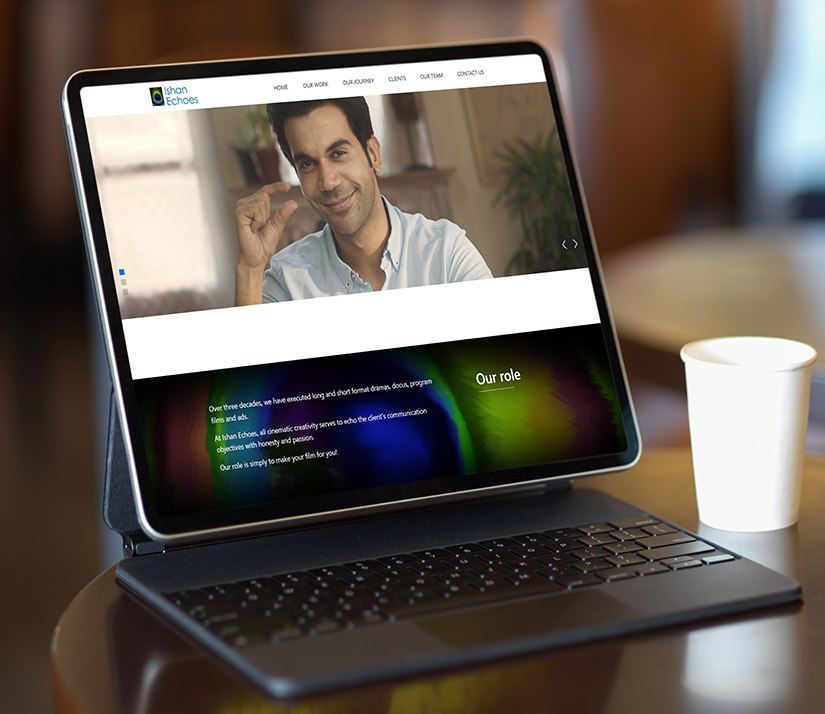 Ishan
Echoes
HOME OUR WORK OUR JOURNEY CLIENTS OUR TEAM CONTACT US
Over three decades, we have executed long and short format dramas, docus, program
films and ads.
At Ishan Echoes, all cinematic creativity serves to echo the client's communication
objectives with honesty and passion.
Our role is simply to make your film for you!
Our role